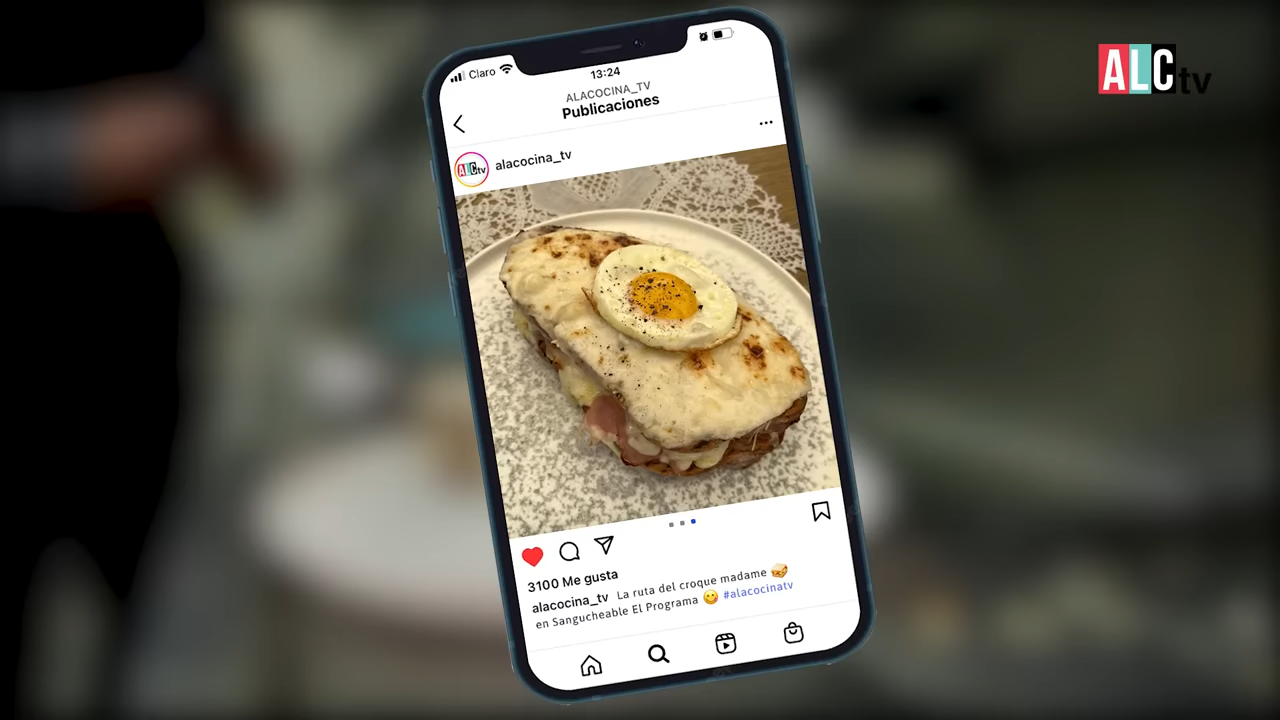 Claro
13:24
ALACOCINA_TV
Publicaciones
ALCtv
alacocina_tv
3100 Me gusta
alacocina_tv La ruta del croque madame
en Sangucheable El Programa #alacocinatv
ALCtv